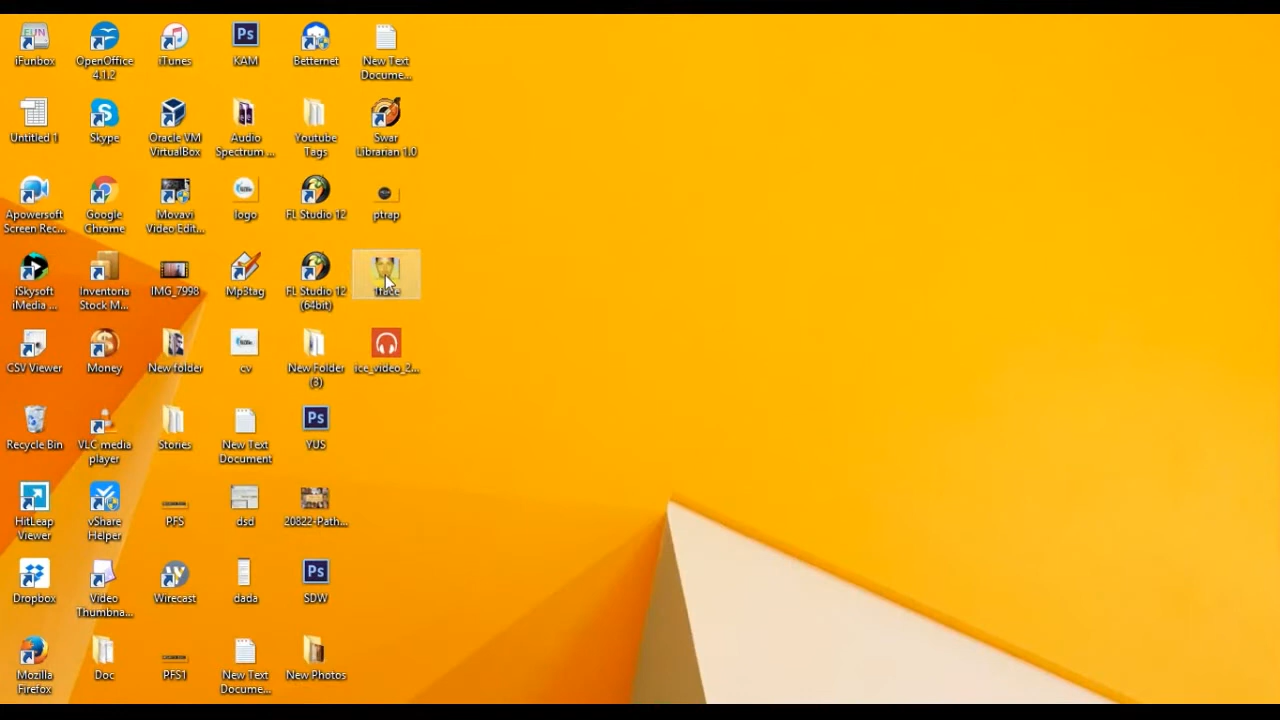 iFunbox
OpenOffice
4.1.2
iTunes
Ps
KAM
Betternet
New Text
Docume...
Untitled 1
Skype
Oracle VM
VirtualBox
Audio
Spectrum ...
Youtube
Tags
Swar
Librarian 1.0
Apowersoft
Screen Rec...
Google
Chrome
Movavi
Video Edit...
logo
FL Studio 12
ptrap
iSkysoft
iMedia ...
Inventoria
Stock M...
IMG_7998
Mp3tag
FL Studio 12
(64bit)
CSV Viewer
Money
New folder
cv
New Folder
(3)
ice_video_2...
Recycle Bin
VLC media
player
Stories
New Text
Document
Ps
YUS
HitLeap
Viewer
vShare
Helper
PFS
dsd
20822-Path...
Dropbox
Video
Thumbna...
Wirecast
dada
Ps
SDW
Mozilla
Firefox
Doc
PFS1
New Text
Docume...
New Photos